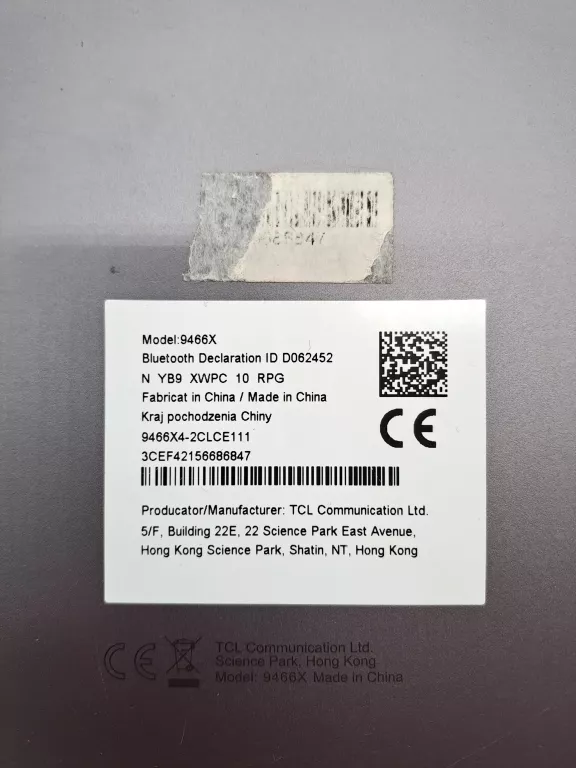 86847
Model:9466X
Bluetooth Declaration ID D062452
N YB9 XWPC 10 RPG
Fabricat in China / Made in China
Kraj pochodzenia Chiny
9466X4-2CLCE111
3CEF42156686847
CE
Producator/Manufacturer: TCL Communication Ltd.
5/F, Building 22E, 22 Science Park East Avenue,
Hong Kong Science Park, Shatin, NT, Hong Kong
CE
TCL Communication Ltd.
Science Park, Hong Kong
Model: 9466X Made in China